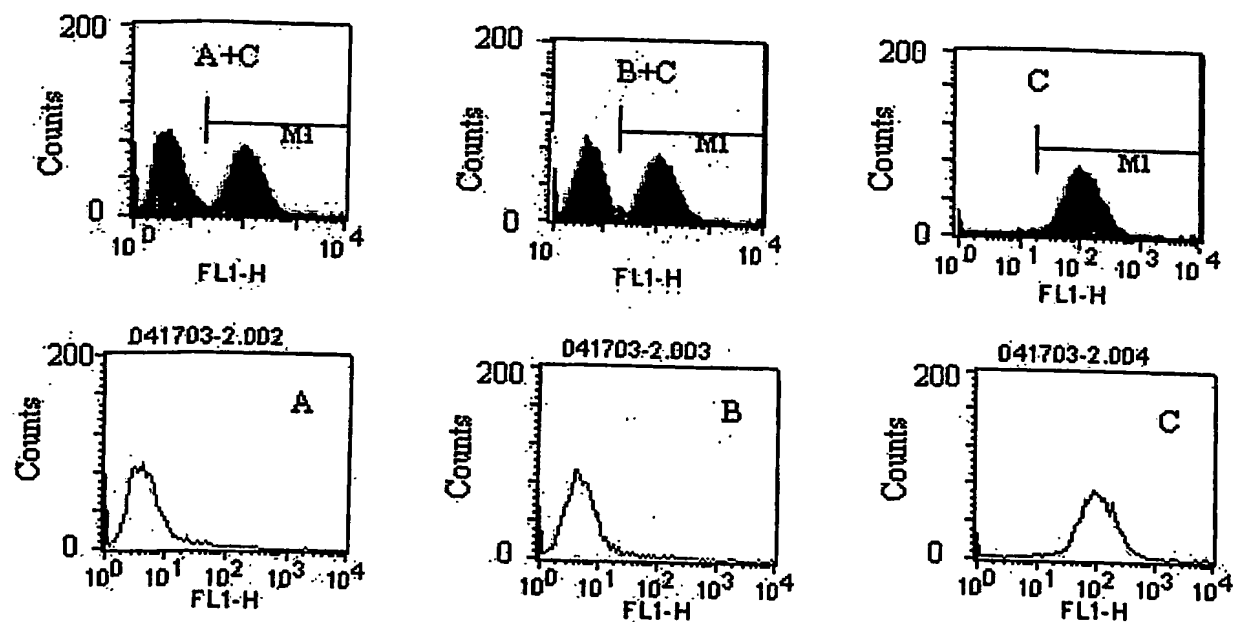 200
Counts
A+C
M1
0
10^0
10^4
FL1-H
200
Counts
B+C
M1
0
10
10^4
FL1-H
200
Counts
C
M1
0
10^0
10^1
10^2
10^3
10^4
FL1-H
041703-2.002
200
Counts
A
0
10^0
10^1
10^2
10^3
10^4
FL1-H
041703-2.003
200
Counts
B
0
10^0
10^1
10^2
10^3
10^4
FL1-H
041703-2.004
200
Counts
C
0
10^0
10^1
10^2
10^3
10^4
FL1-H